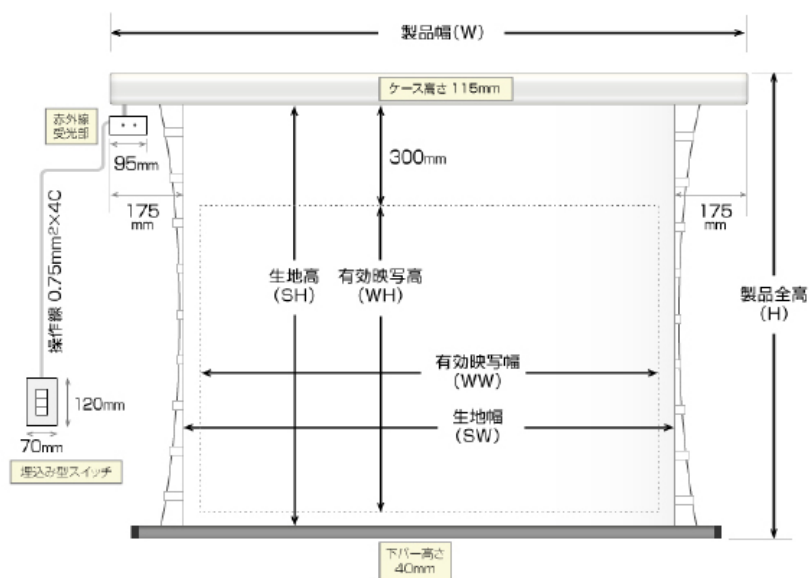 製品幅(W)
ケース高さ 115mm
赤外線
受光部
95mm
300mm
175
mm
175
mm
操作線 0.75mm²×4C
生地高
(SH)
有効映写高
(WH)
製品全高
(H)
有効映写幅
(WW)
生地幅
(SW)
120mm
70mm
埋込み型スイッチ
下バー高さ
40mm